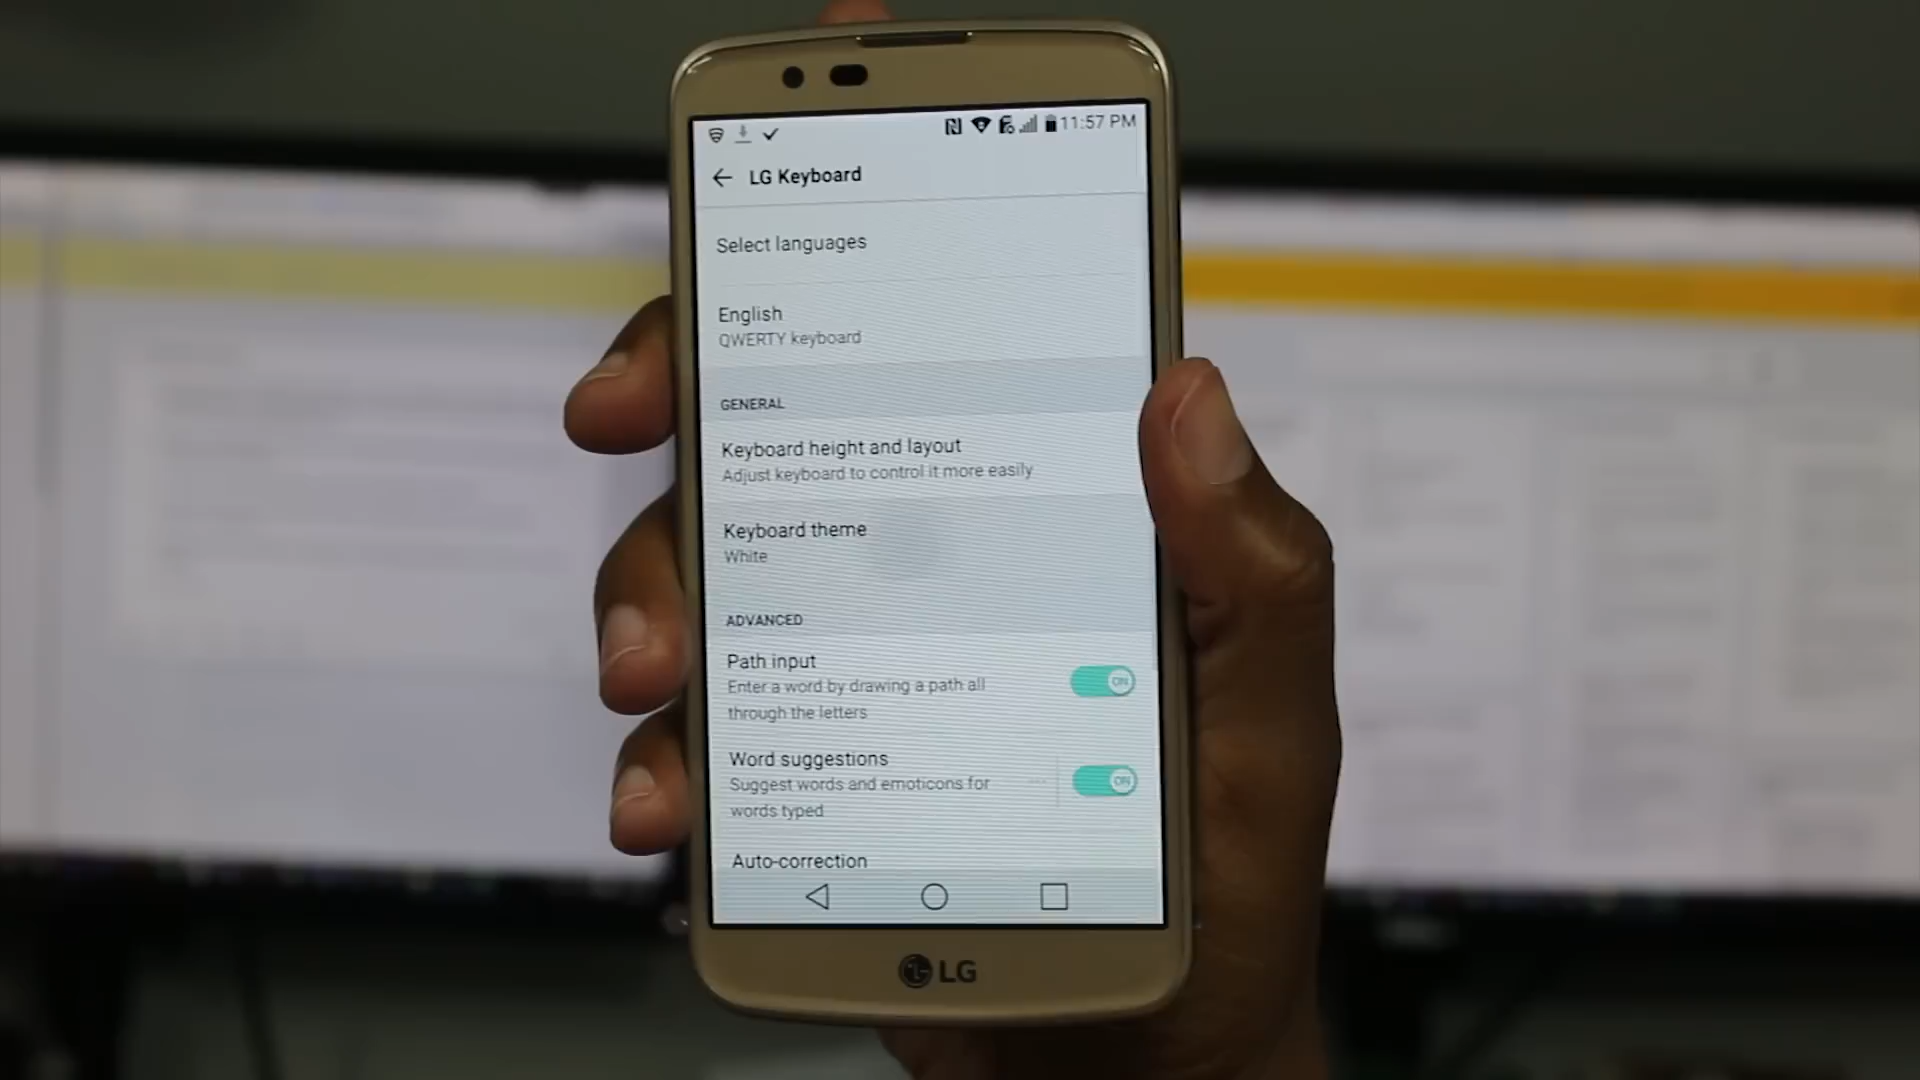 11:57 PM
LG Keyboard
Select languages
English
QWERTY keyboard
GENERAL
Keyboard height and layout
Adjust keyboard to control it more easily
Keyboard theme
White
ADVANCED
Path input
Enter a word by drawing a path all
through the letters
ON
Word suggestions
Suggest words and emoticons for
words typed
ON
Auto-correction
LG